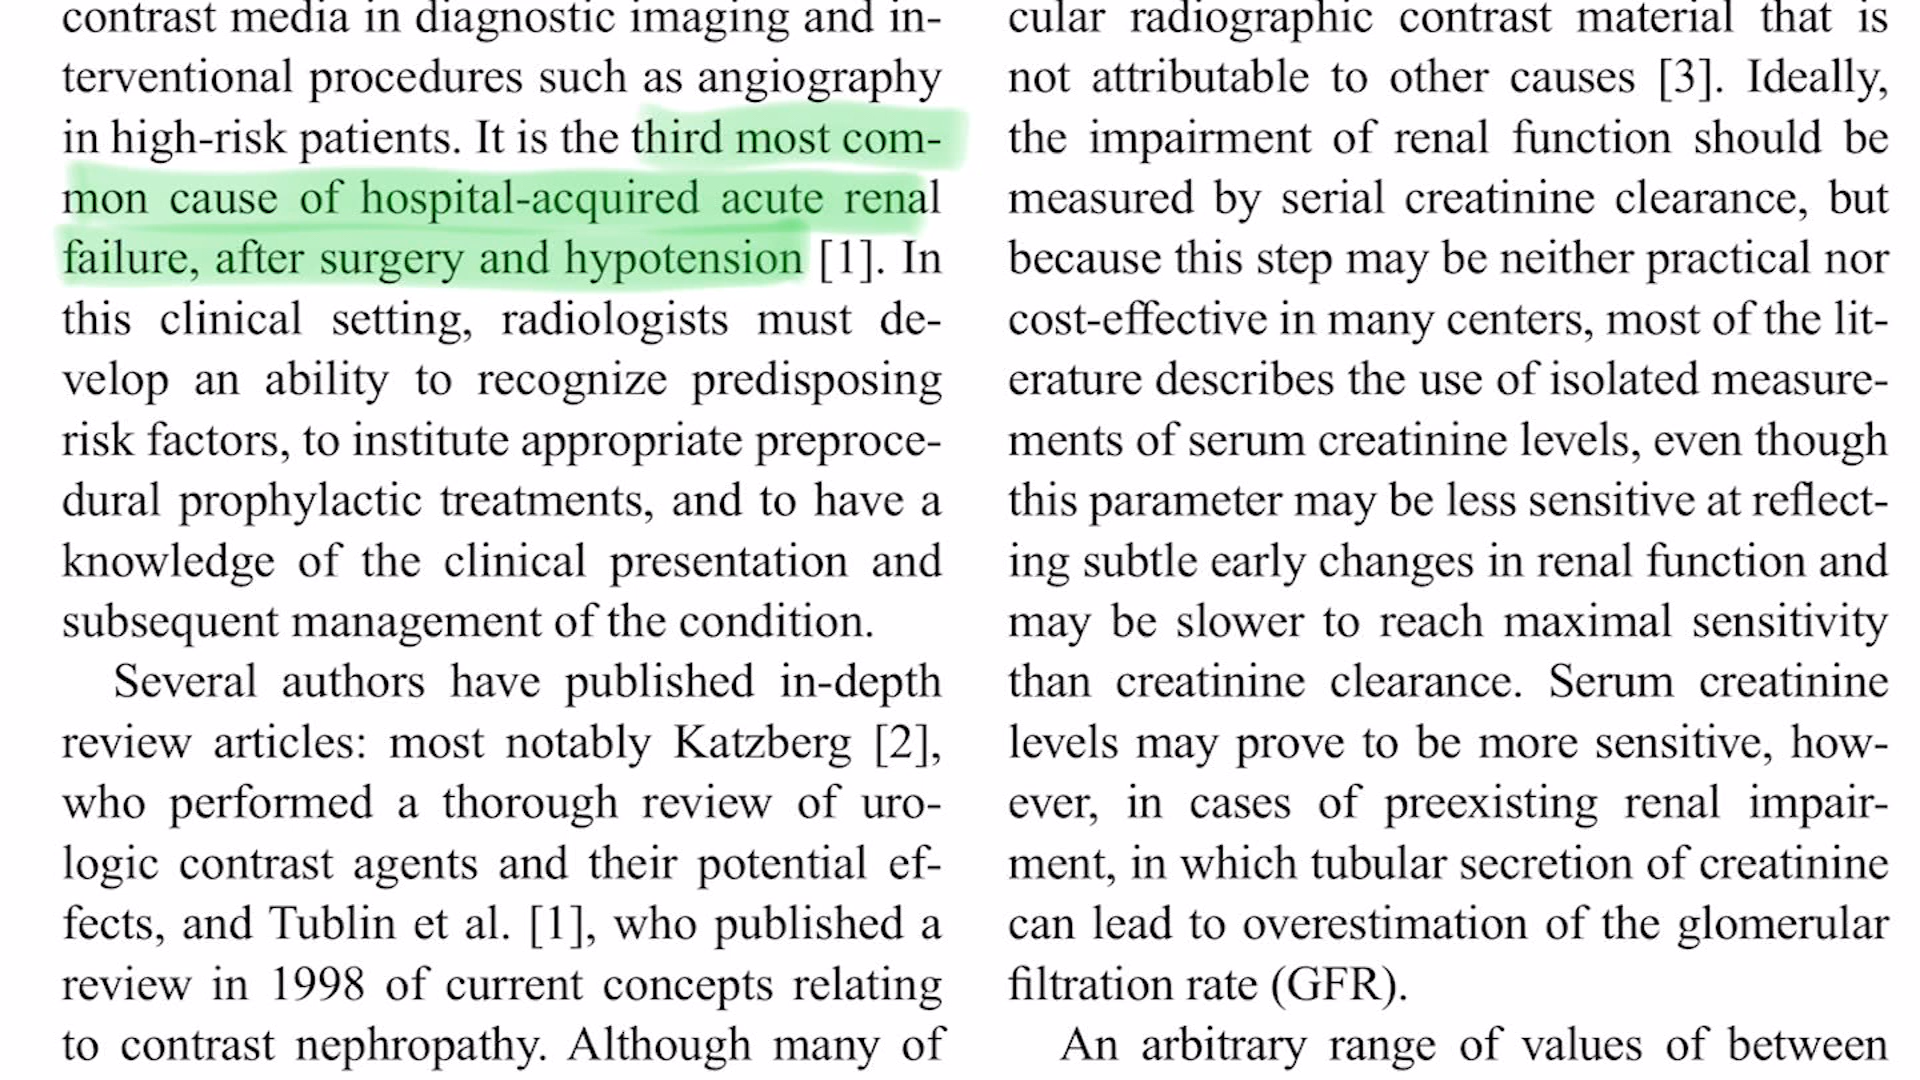 contrast media in diagnostic imaging and in-
terventional procedures such as angiography
in high-risk patients. It is the third most com-
mon cause of hospital-acquired acute renal
failure, after surgery and hypotension [1]. In
this clinical setting, radiologists must de-
velop an ability to recognize predisposing
risk factors, to institute appropriate preproce-
dural prophylactic treatments, and to have a
knowledge of the clinical presentation and
subsequent management of the condition.
Several authors have published in-depth
review articles: most notably Katzberg [2],
who performed a thorough review of uro-
logic contrast agents and their potential ef-
fects, and Tublin et al. [1], who published a
review in 1998 of current concepts relating
to contrast nephropathy. Although many of
cular radiographic contrast material that is
not attributable to other causes [3]. Ideally,
the impairment of renal function should be
measured by serial creatinine clearance, but
because this step may be neither practical nor
cost-effective in many centers, most of the lit-
erature describes the use of isolated measure-
ments of serum creatinine levels, even though
this parameter may be less sensitive at reflect-
ing subtle early changes in renal function and
may be slower to reach maximal sensitivity
than creatinine clearance. Serum creatinine
levels may prove to be more sensitive, how-
ever, in cases of preexisting renal impair-
ment, in which tubular secretion of creatinine
can lead to overestimation of the glomerular
filtration rate (GFR).
An arbitrary range of values of between